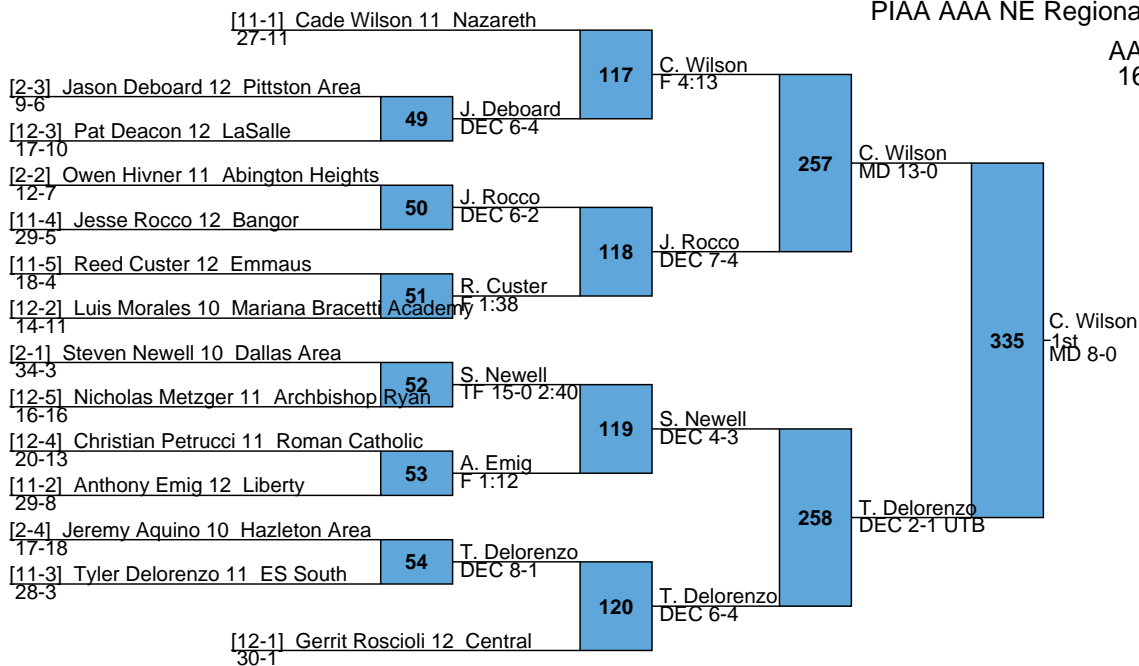 PIAA AAA NE Regiona
AA
16
[11-1] Cade Wilson 11 Nazareth
27-11
117
C. Wilson
F 4:13
[2-3] Jason Deboard 12 Pittston Area
9-6
49
J. Deboard
DEC 6-4
[12-3] Pat Deacon 12 LaSalle
17-10
257
C. Wilson
MD 13-0
[2-2] Owen Hivner 11 Abington Heights
12-7
50
J. Rocco
DEC 6-2
[11-4] Jesse Rocco 12 Bangor
29-5
118
J. Rocco
DEC 7-4
[11-5] Reed Custer 12 Emmaus
18-4
51
R. Custer
F 1:38
[12-2] Luis Morales 10 Mariana Bracetti Academy
14-11
335
C. Wilson
1st
MD 8-0
[2-1] Steven Newell 10 Dallas Area
34-3
52
S. Newell
TF 15-0 2:40
[12-5] Nicholas Metzger 11 Archbishop Ryan
16-16
119
S. Newell
DEC 4-3
[12-4] Christian Petrucci 11 Roman Catholic
20-13
53
A. Emig
F 1:12
[11-2] Anthony Emig 12 Liberty
29-8
258
T. Delorenzo
DEC 2-1 UTB
[2-4] Jeremy Aquino 10 Hazleton Area
17-18
54
T. Delorenzo
DEC 8-1
[11-3] Tyler Delorenzo 11 ES South
28-3
120
T. Delorenzo
DEC 6-4
[12-1] Gerrit Roscioli 12 Central
30-1